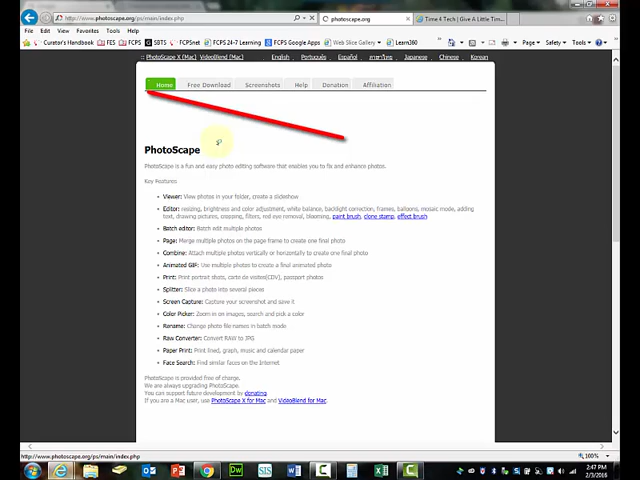 http://www.photoscape.org/ps/main/index.php
photoscape.org
Time 4 Tech | Give A Little Tim...
File Edit View Favorites Tools Help
Curator's Hoard FES SBTS FCPSnet FCPS 24-7 Learning FCPS Google Apps Web Slice Gallery Learn360 Page Safety Tools
:: PhotoScape X [Mac] VideoBlend [Mac] English Português Español ภาษาไทย Japanese Chinese Korean
Home Free Download Screenshots Help Donation Affiliation
PhotoScape
PhotoScape is a fun and easy photo editing software that enables you to fix and enhance photos.
Key Features
• Viewer: View photos in your folder, create a slideshow
• Editor: resizing, brightness and color adjustment, white balance, backlight correction, frames, balloons, mosaic mode, adding
text, drawing pictures, cropping, filters, red eye removal, blooming, paint brush, clone stamp, effect brush
• Batch editor: Batch edit multiple photos
• Page: Merge multiple photos on the page frame to create one final photo
• Combine: Attach multiple photos vertically or horizontally to create one final photo
• Animated GIF: Use multiple photos to create a final animated photo
• Print: Print portrait shots, carte de visites(CDV), passport photos
• Splitter: Slice a photo into several pieces
• Screen Capture: Capture your screenshot and save it
• Color Picker: Zoom in on images, search and pick a color
• Rename: Change photo file names in batch mode
• Raw Converter: Convert RAW to JPG
• Paper Print: Print lined, graph, music and calendar paper
• Face Search: Find similar faces on the Internet
PhotoScape is provided free of charge.
We are always upgrading PhotoScape.
You can support future development by donating
If you are a Mac user, use PhotoScape X for Mac and VideoBlend for Mac.
http://www.photoscape.org/ps/main/index.php
100%
Dw SIS
2:47 PM
2/3/2016